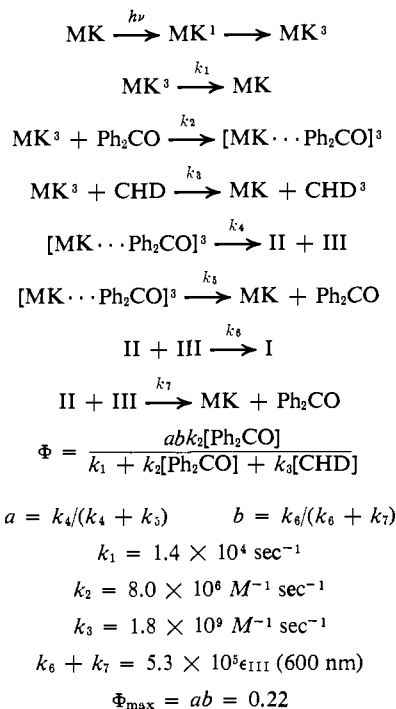 MK —hν→ MK¹ ⟶ MK³
MK³ —k₁→ MK
MK³ + Ph₂CO —k₂→ [MK···Ph₂CO]³
MK³ + CHD —k₃→ MK + CHD³
[MK···Ph₂CO]³ —k₄→ II + III
[MK···Ph₂CO]³ —k₅→ MK + Ph₂CO
II + III —k₆→ I
II + III —k₇→ MK + Ph₂CO
Φ = abk₂[Ph₂CO] / (k₁ + k₂[Ph₂CO] + k₃[CHD])
a = k₄/(k₄ + k₅) b = k₆/(k₆ + k₇)
k₁ = 1.4 × 10⁴ sec⁻¹
k₂ = 8.0 × 10⁶ M⁻¹ sec⁻¹
k₃ = 1.8 × 10⁹ M⁻¹ sec⁻¹
k₆ + k₇ = 5.3 × 10⁵ϵIII (600 nm)
Φmax = ab = 0.22